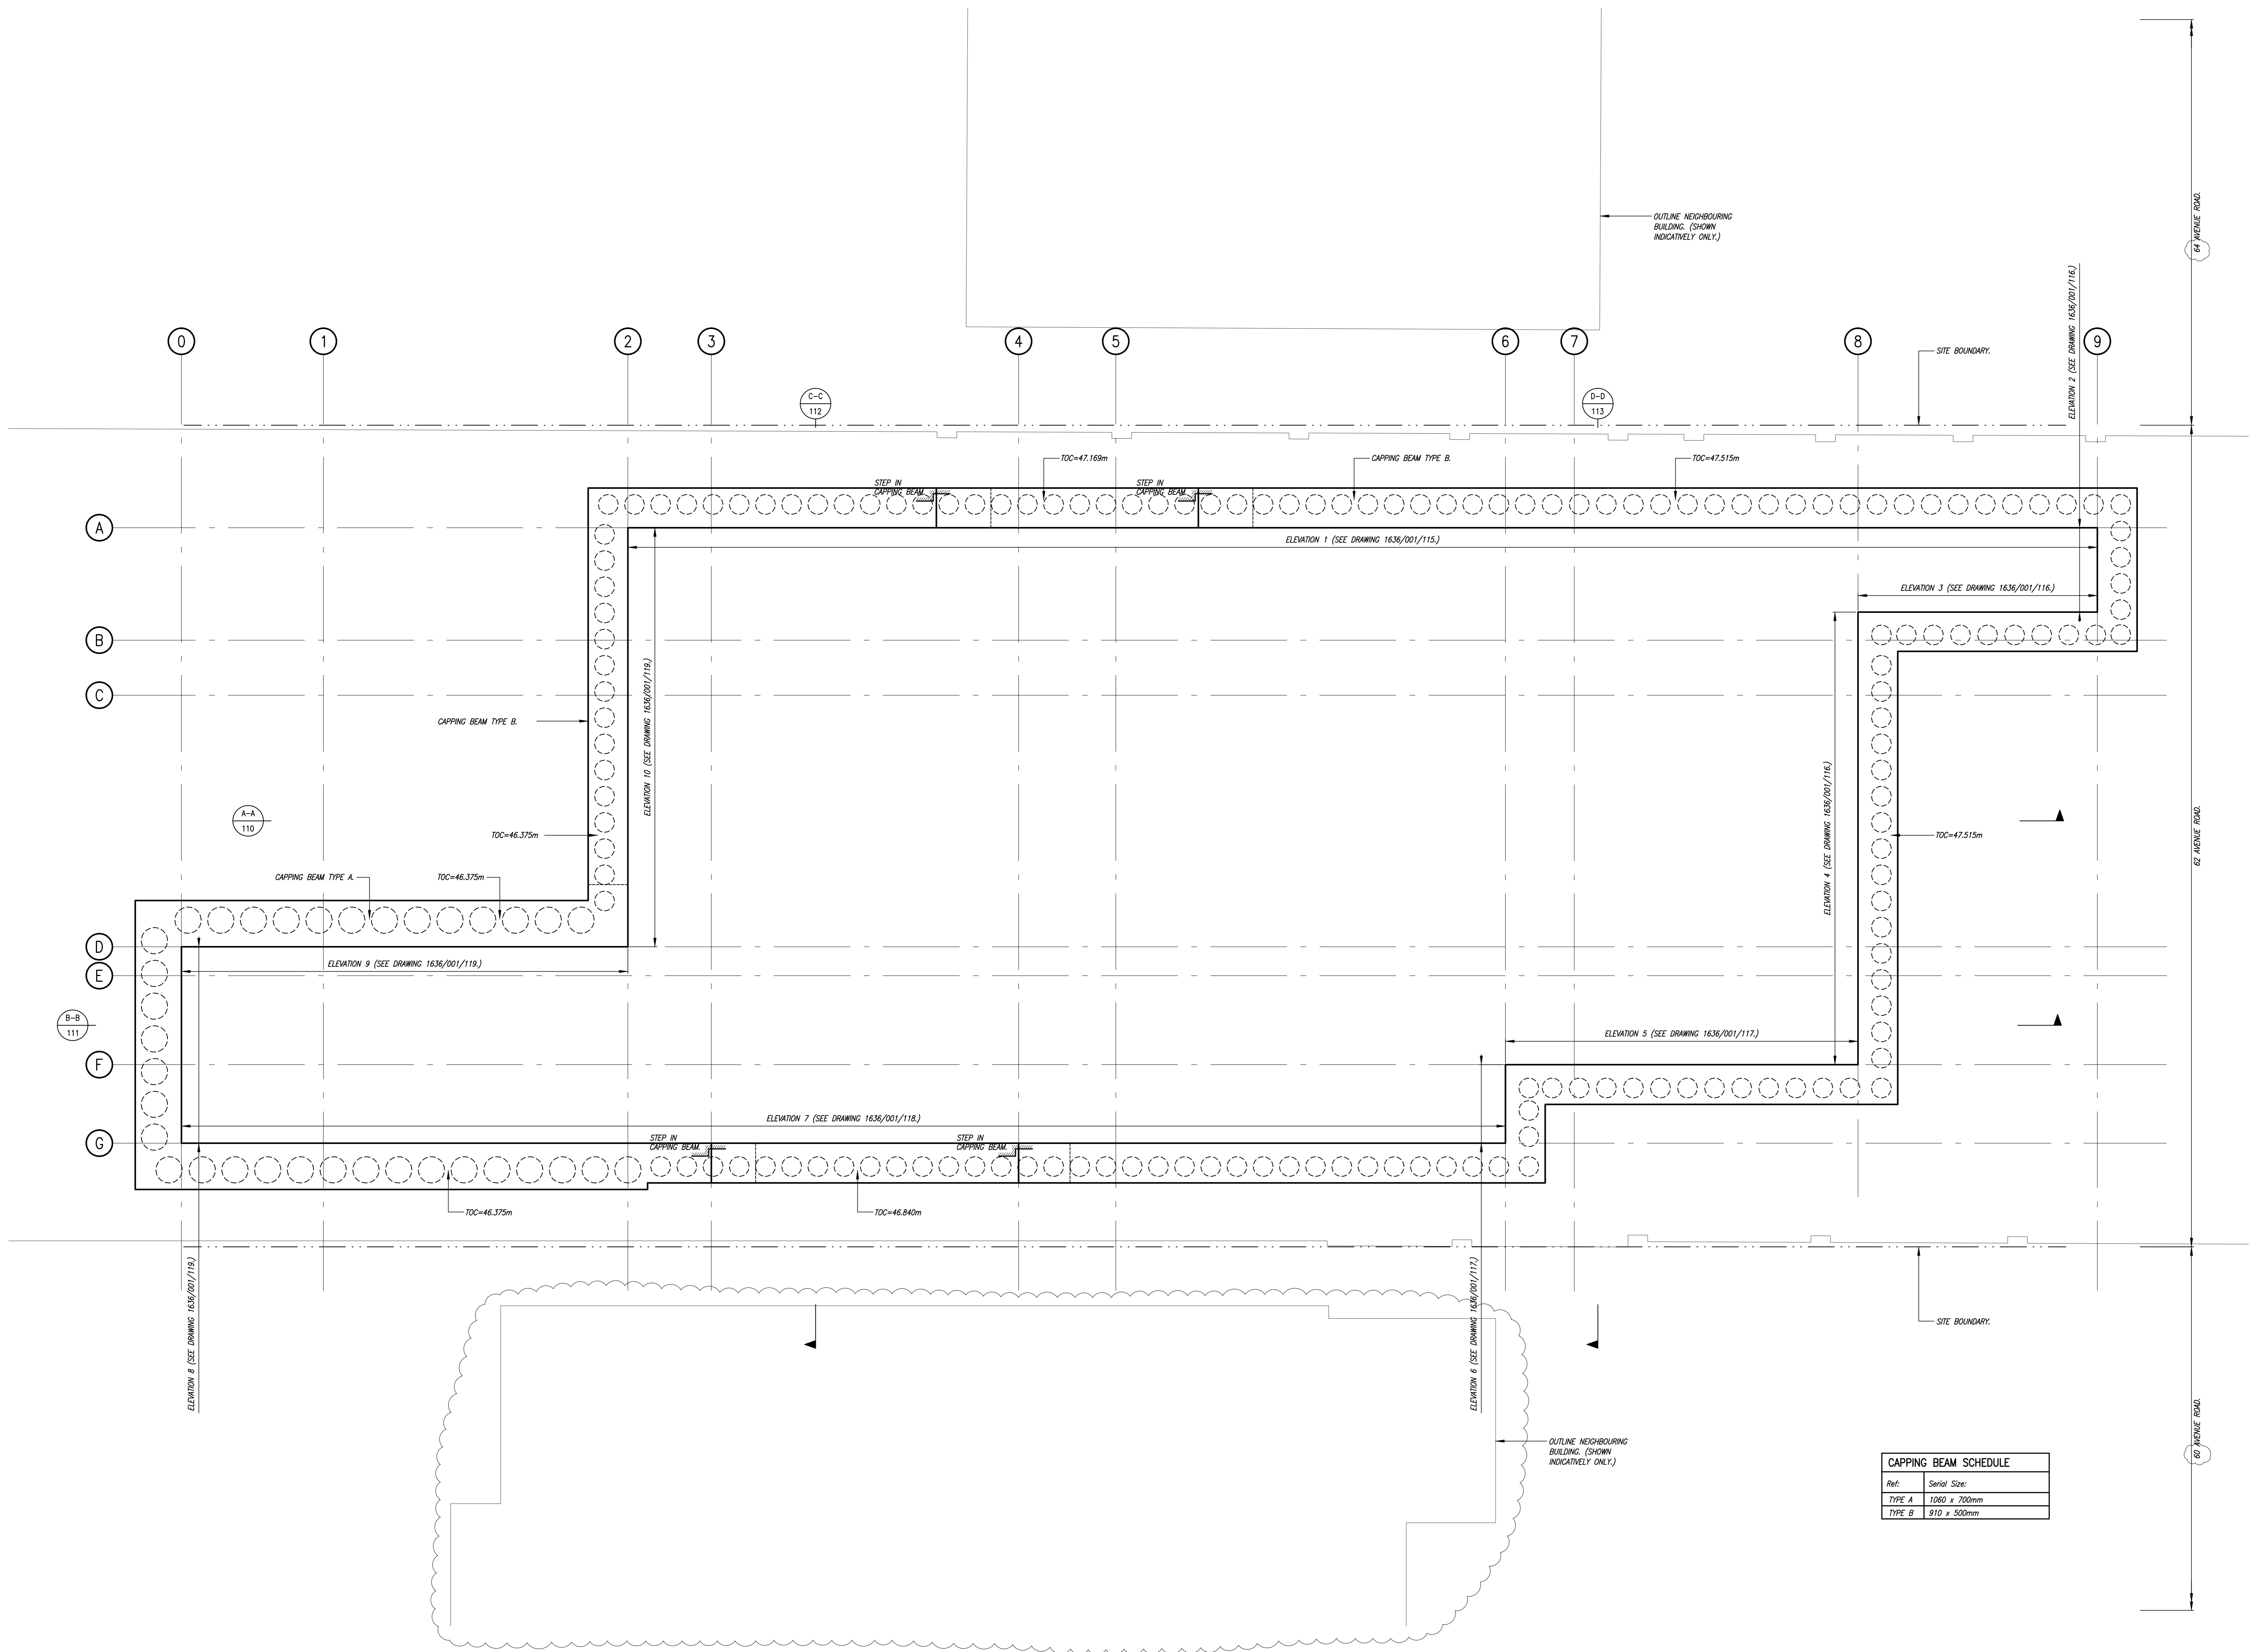 OUTLINE NEIGHBOURING
BUILDING. (SHOWN
INDICATIVELY ONLY.)
64 AVENUE ROAD.
ELEVATION 2 (SEE DRAWING 1636/001/116.)
0
1
2
3
4
5
6
7
8
9
SITE BOUNDARY.
C-C
112
D-D
113
TOC=47.169m
CAPPING BEAM TYPE B.
TOC=47.515m
STEP IN
CAPPING BEAM.
STEP IN
CAPPING BEAM.
A
ELEVATION 1 (SEE DRAWING 1636/001/115.)
ELEVATION 3 (SEE DRAWING 1636/001/116.)
B
C
ELEVATION 10 (SEE DRAWING 1636/001/119.)
CAPPING BEAM TYPE B.
A-A
110
TOC=46.375m
ELEVATION 4 (SEE DRAWING 1636/001/116.)
TOC=47.515m
62 AVENUE ROAD.
CAPPING BEAM TYPE A.
TOC=46.375m
D
ELEVATION 9 (SEE DRAWING 1636/001/119.)
E
B-B
111
ELEVATION 5 (SEE DRAWING 1636/001/117.)
F
ELEVATION 7 (SEE DRAWING 1636/001/118.)
G
STEP IN
CAPPING BEAM.
STEP IN
CAPPING BEAM.
TOC=46.375m
TOC=46.840m
ELEVATION 8 (SEE DRAWING 1636/001/119.)
ELEVATION 6 (SEE DRAWING 1636/001/117.)
SITE BOUNDARY.
OUTLINE NEIGHBOURING
BUILDING. (SHOWN
INDICATIVELY ONLY.)
60 AVENUE ROAD.
CAPPING BEAM SCHEDULE
Ref: Serial Size:
TYPE A 1060 x 700mm
TYPE B 910 x 500mm